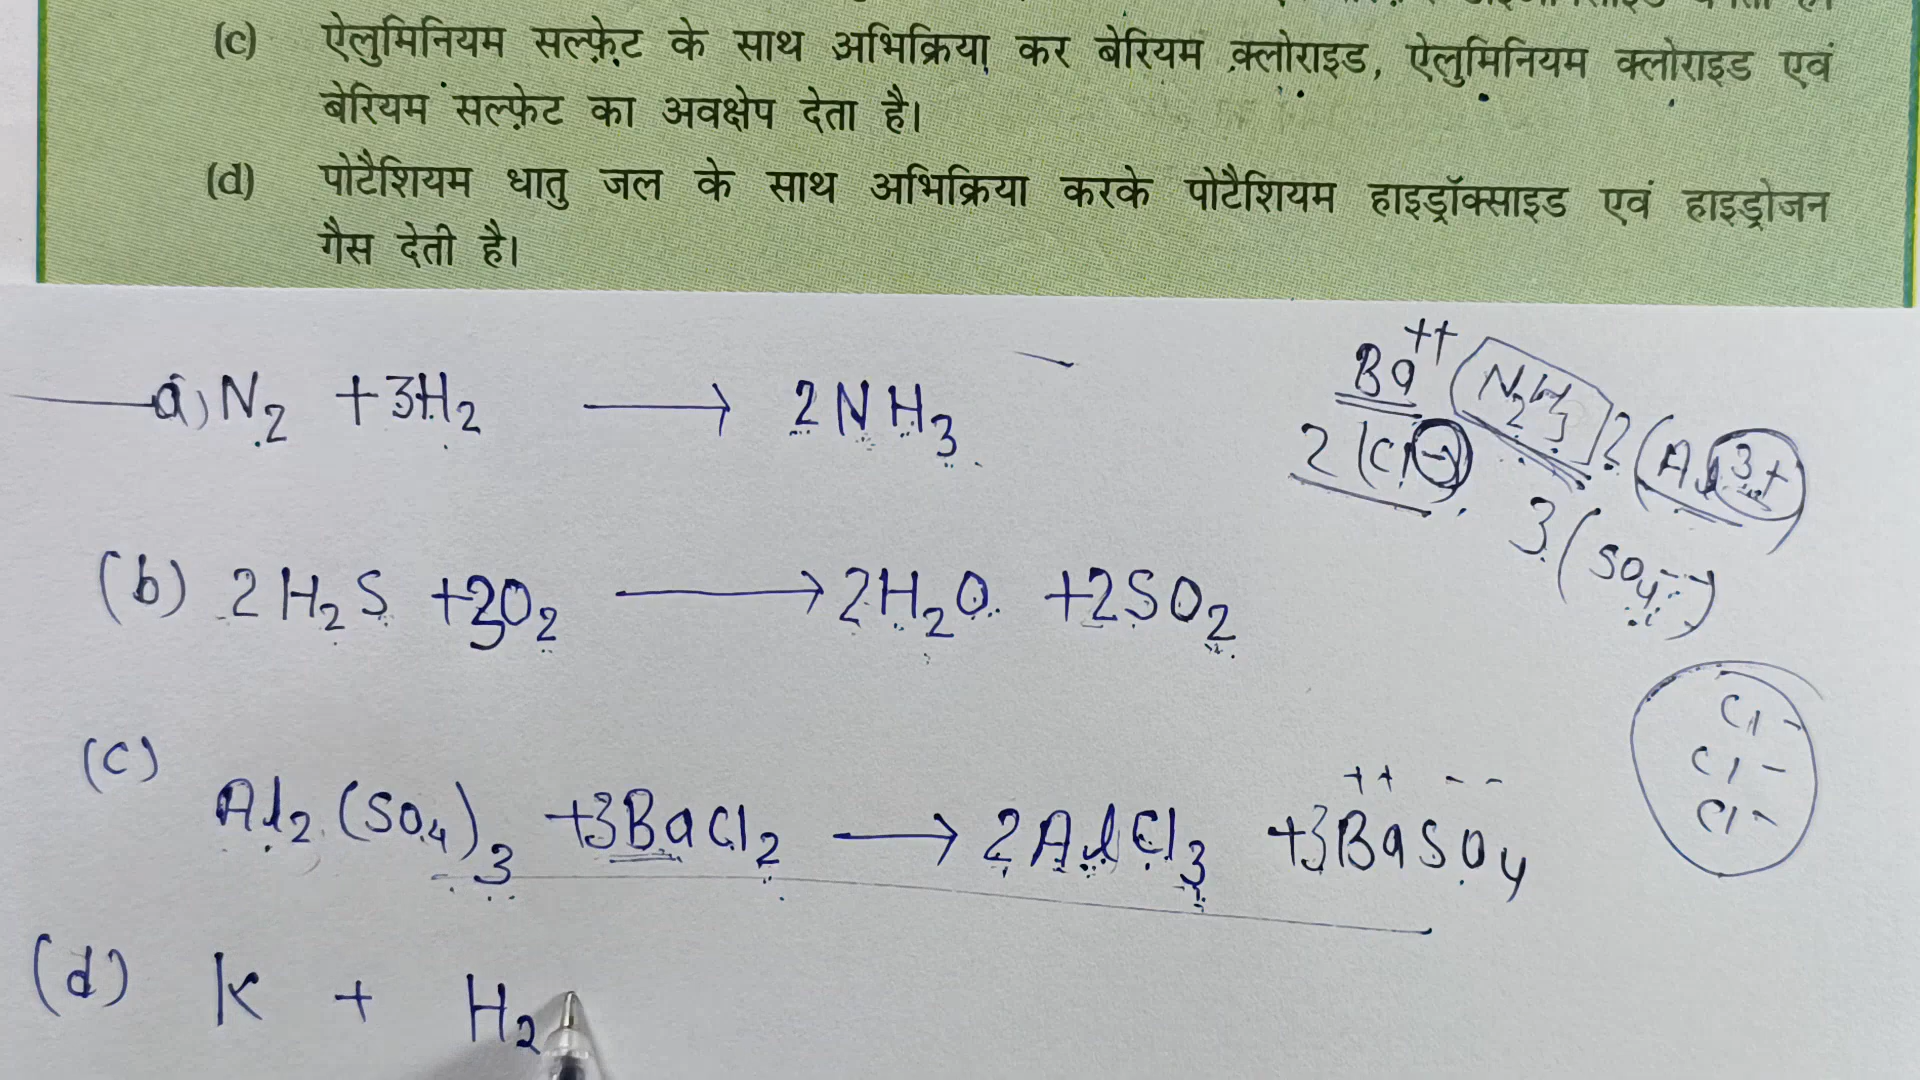 (c) ऐलुमिनियम सल्फ़ेट के साथ अभिक्रिया कर बेरियम क्लोराइड, ऐलुमिनियम क्लोराइड एवं
बेरियम सल्फ़ेट का अवक्षेप देता है।
(d) पोटैशियम धातु जल के साथ अभिक्रिया करके पोटैशियम हाइड्रॉक्साइड एवं हाइड्रोजन
गैस देती है।
Ba++ N2H3 2(Al3+)
2(Cl-)
3(SO4--)
a) N2 + 3H2 → 2NH3
(b) 2H2S + 3O2 → 2H2O + 2SO2
Cl-
Cl-
Cl-
(c)
++ --
Al2(SO4)3 + 3BaCl2 → 2AlCl3 + 3BaSO4
(d) K + H2